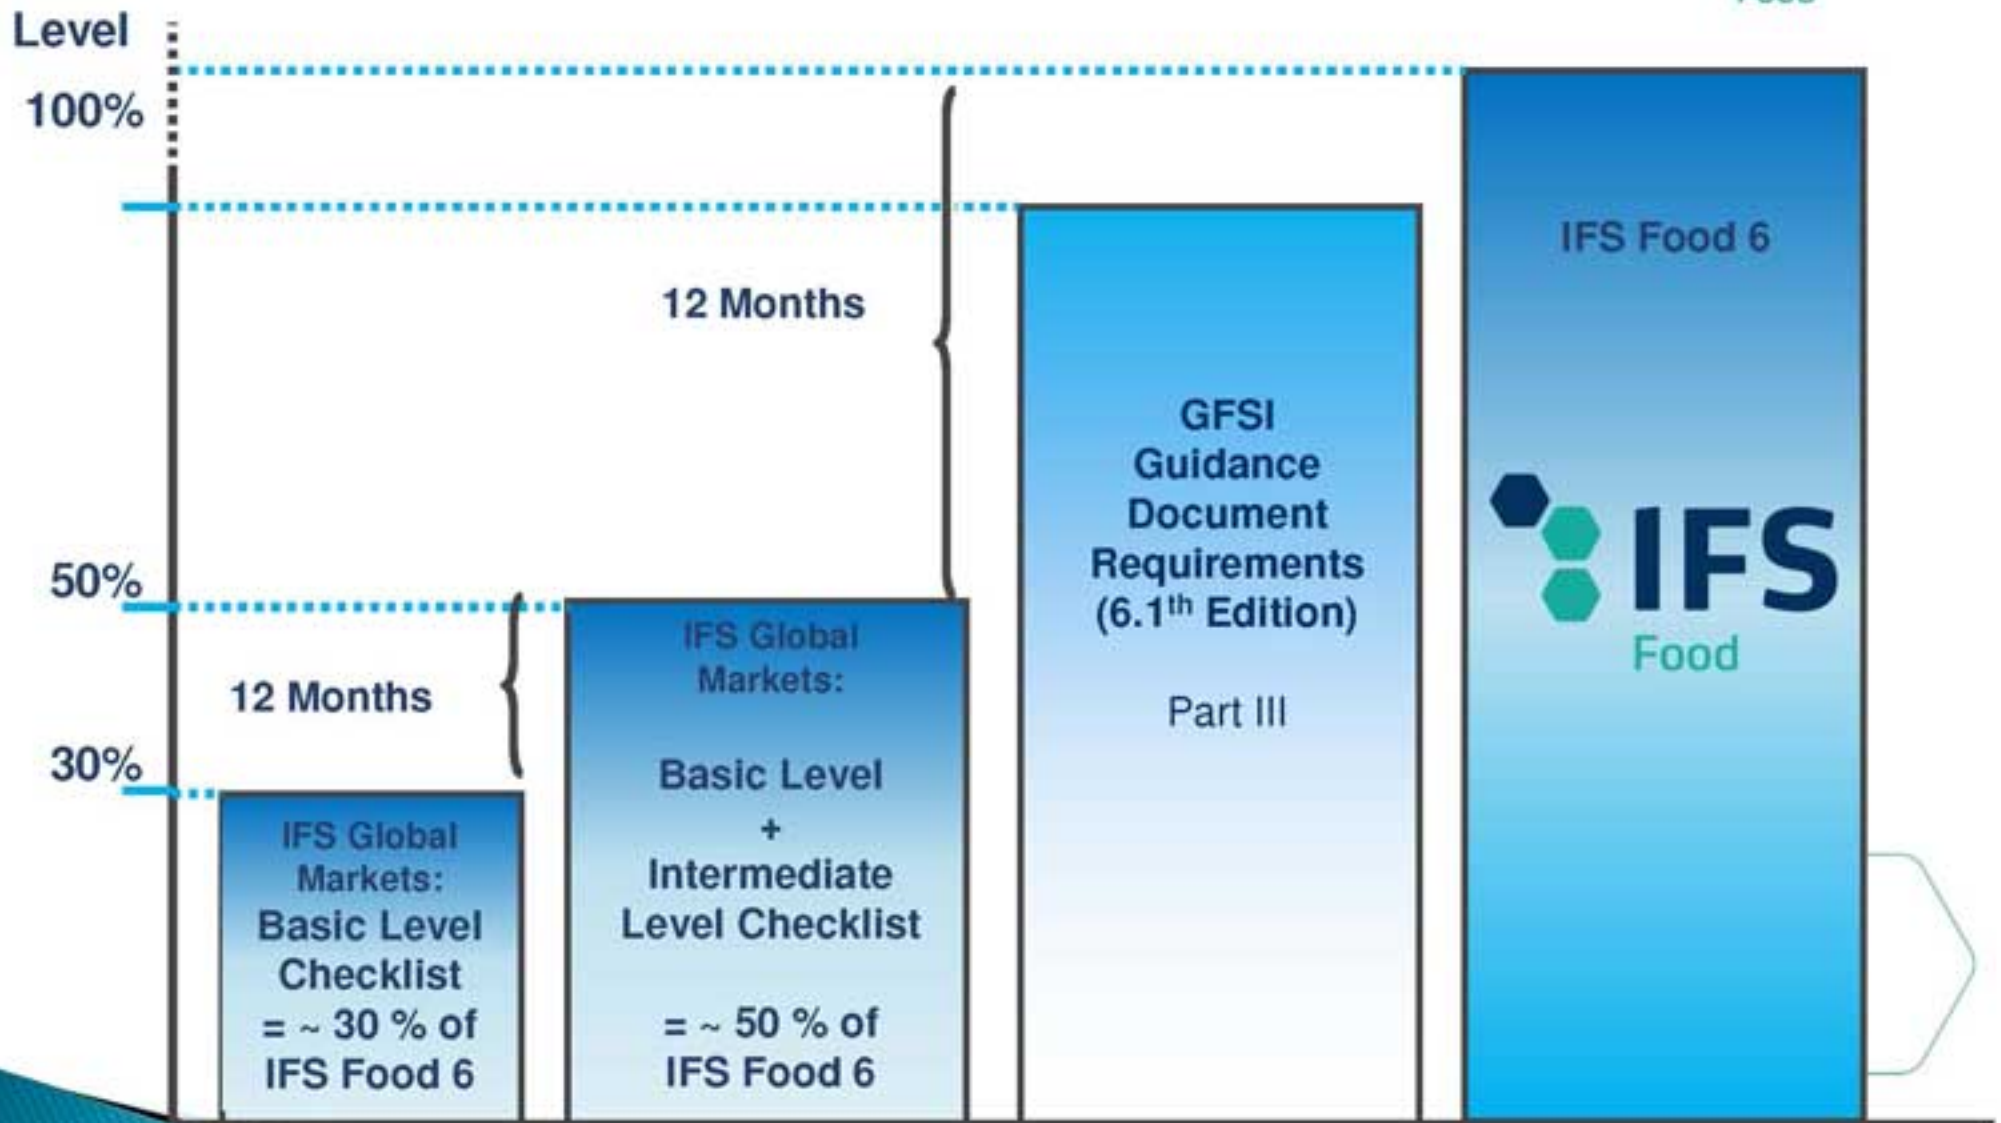 Level
100%
50%
30%
12 Months
12 Months
IFS Global
Markets:
Basic Level
Checklist
= ~ 30 % of
IFS Food 6
IFS Global
Markets:
Basic Level
+
Intermediate
Level Checklist
= ~ 50 % of
IFS Food 6
GFSI
Guidance
Document
Requirements
(6.1th Edition)
Part III
IFS Food 6
IFS
Food